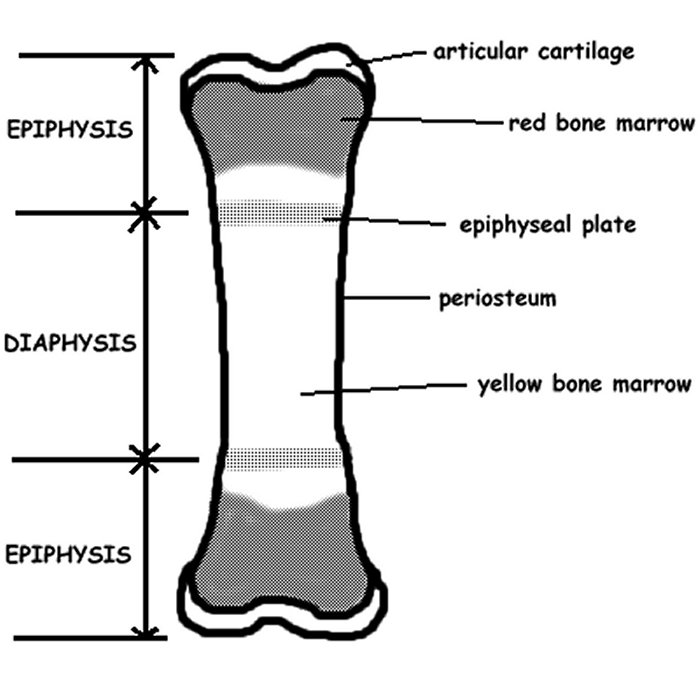 articular cartilage
EPIPHYSIS
red bone marrow
epiphyseal plate
periosteum
DIAPHYSIS
yellow bone marrow
EPIPHYSIS